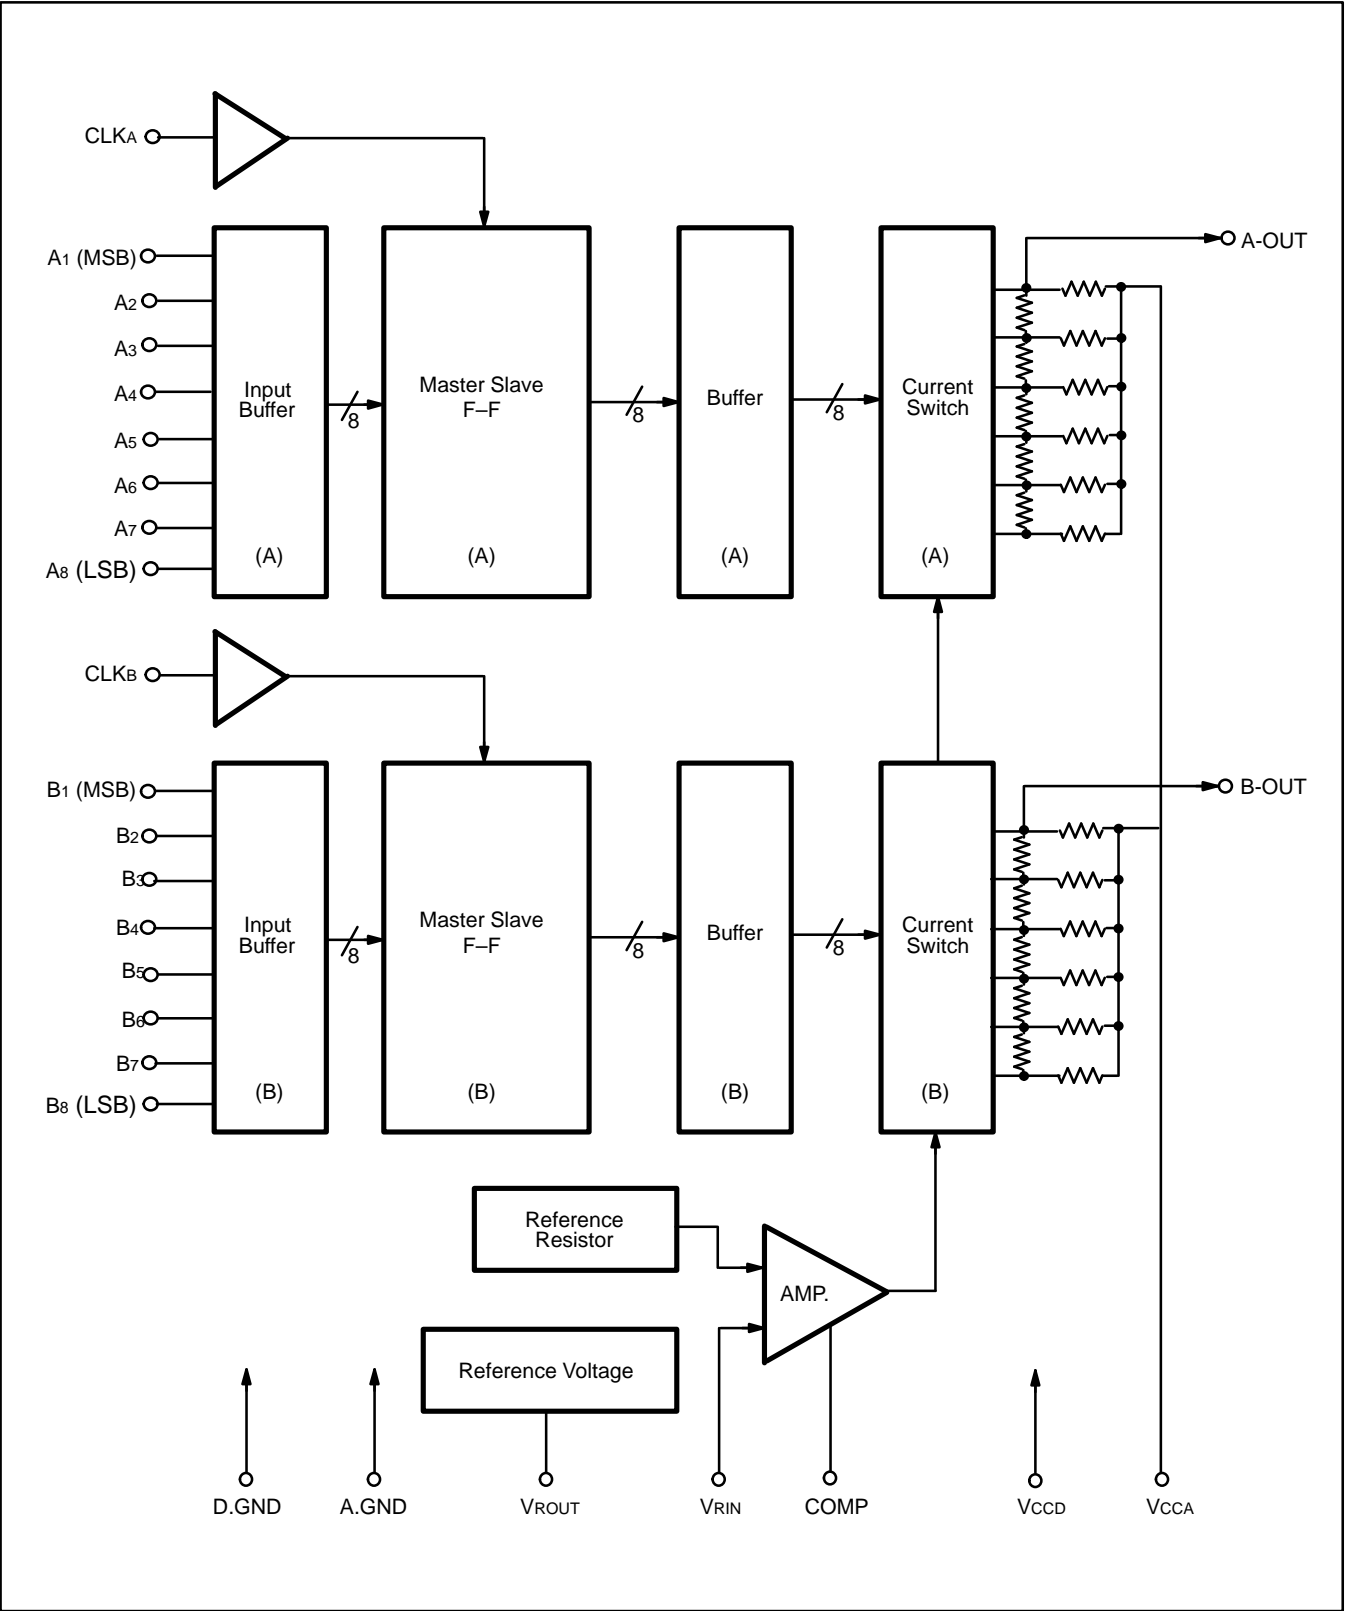 CLKA
A1 (MSB)
A2
A3
A4
A5
A6
A7
A8 (LSB)
Input
Buffer
(A)
8
Master Slave
F–F
(A)
8
Buffer
(A)
8
Current
Switch
(A)
A-OUT
CLKB
B1 (MSB)
B2
B3
B4
B5
B6
B7
B8 (LSB)
Input
Buffer
(B)
8
Master Slave
F–F
(B)
8
Buffer
(B)
8
Current
Switch
(B)
B-OUT
Reference
Resistor
AMP.
Reference Voltage
D.GND
A.GND
VROUT
VRIN
COMP
VCCD
VCCA